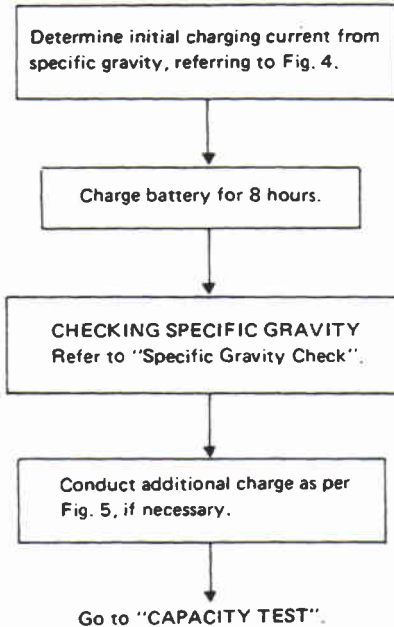 Determine initial charging current from
specific gravity, referring to Fig. 4.
Charge battery for 8 hours.
CHECKING SPECIFIC GRAVITY
Refer to "Specific Gravity Check".
Conduct additional charge as per
Fig. 5, if necessary.
Go to "CAPACITY TEST".